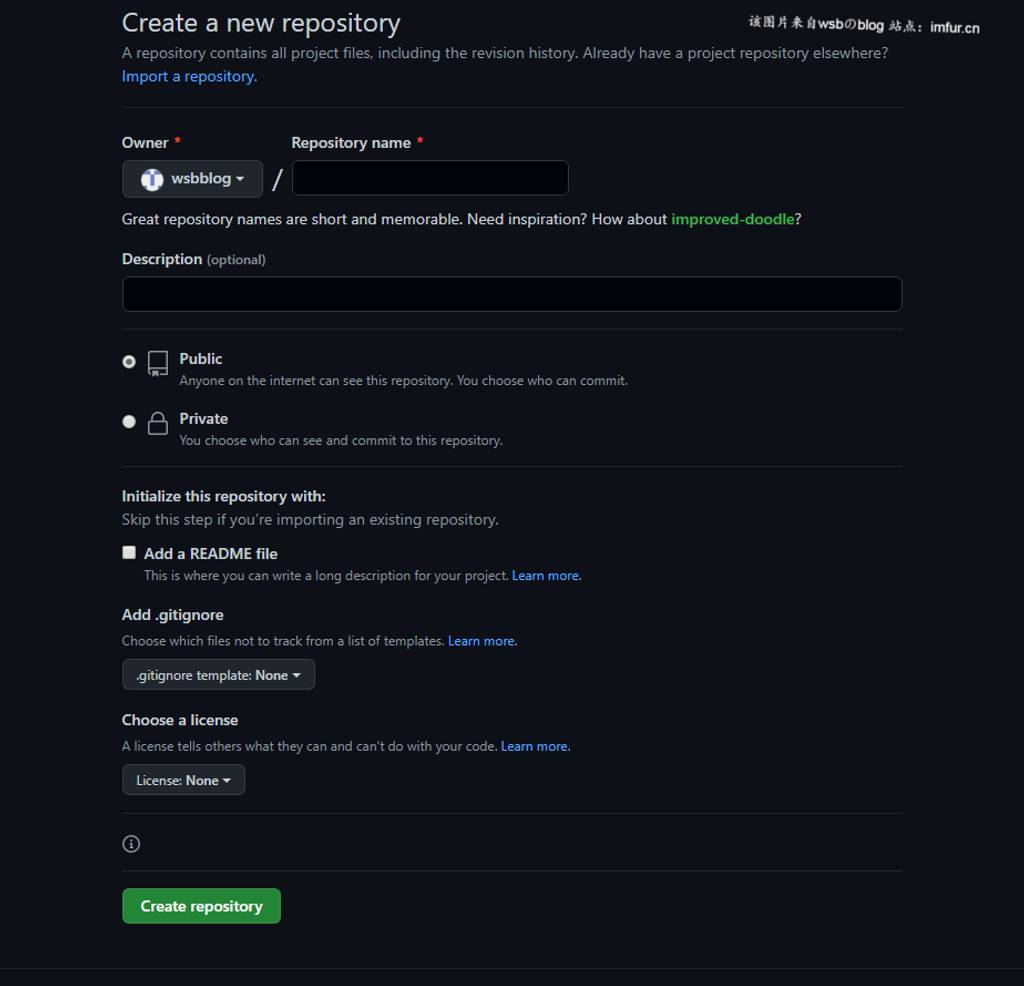 Create a new repository
该图片来自wsbのblog 站点：imfur.cn
A repository contains all project files, including the revision history. Already have a project repository elsewhere?
Import a repository.
Owner * Repository name *
wsbblog /
Great repository names are short and memorable. Need inspiration? How about improved-doodle?
Description (optional)
Public
Anyone on the internet can see this repository. You choose who can commit.
Private
You choose who can see and commit to this repository.
Initialize this repository with:
Skip this step if you're importing an existing repository.
Add a README file
This is where you can write a long description for your project. Learn more.
Add .gitignore
Choose which files not to track from a list of templates. Learn more.
.gitignore template: None
Choose a license
A license tells others what they can and can't do with your code. Learn more.
License: None
Create repository